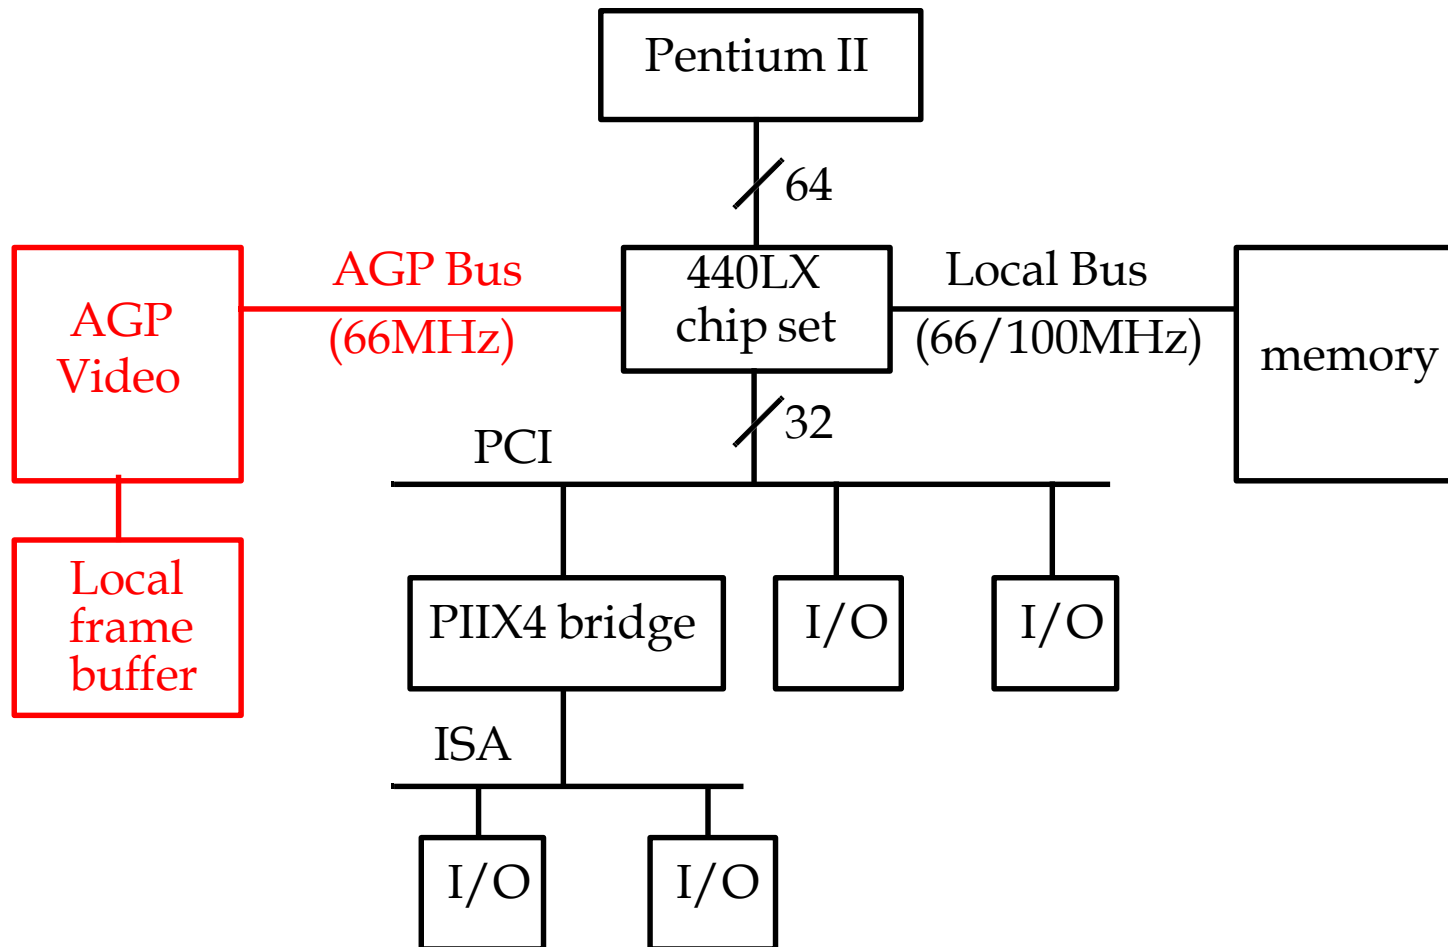 Pentium II
64
AGP Video
AGP Bus
(66MHz)
440LX
chip set
Local Bus
(66/100MHz)
memory
32
PCI
Local
frame
buffer
PIIX4 bridge
I/O
I/O
ISA
I/O
I/O